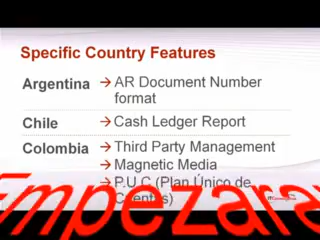 Specific Country Features
Argentina → AR Document Number
format
Chile → Cash Ledger Report
Colombia → Third Party Management
→ Magnetic Media
→ P.U.C (Plan Único de
Cuentas)
Empezara